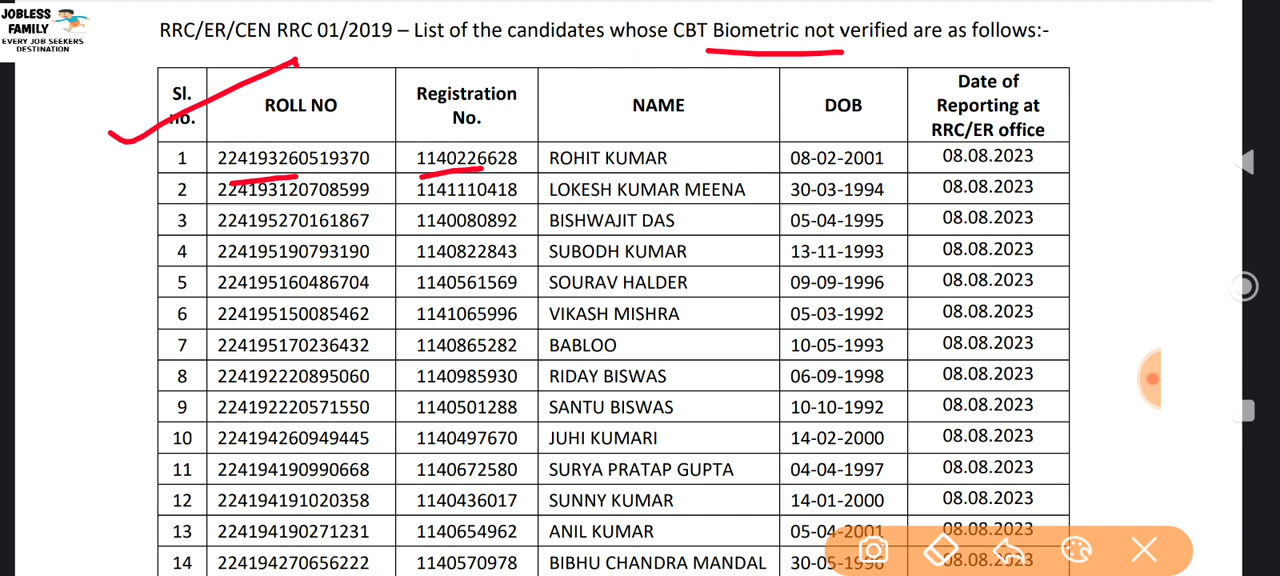 JOBLESS
FAMILY
EVERY JOB SEEKERS
DESTINATION
RRC/ER/CEN RRC 01/2019 – List of the candidates whose CBT Biometric not verified are as follows:-
Sl. no. ROLL NO Registration No. NAME DOB Date of Reporting at RRC/ER office
1 224193260519370 1140226628 ROHIT KUMAR 08-02-2001 08.08.2023
2 224193120708599 1141110418 LOKESH KUMAR MEENA 30-03-1994 08.08.2023
3 224195270161867 1140080892 BISHWAJIT DAS 05-04-1995 08.08.2023
4 224195190793190 1140822843 SUBODH KUMAR 13-11-1993 08.08.2023
5 224195160486704 1140561569 SOURAV HALDER 09-09-1996 08.08.2023
6 224195150085462 1141065996 VIKASH MISHRA 05-03-1992 08.08.2023
7 224195170236432 1140865282 BABLOO 10-05-1993 08.08.2023
8 224192220895060 1140985930 RIDAY BISWAS 06-09-1998 08.08.2023
9 224192220571550 1140501288 SANTU BISWAS 10-10-1992 08.08.2023
10 224194260949445 1140497670 JUHI KUMARI 14-02-2000 08.08.2023
11 224194190990668 1140672580 SURYA PRATAP GUPTA 04-04-1997 08.08.2023
12 224194191020358 1140436017 SUNNY KUMAR 14-01-2000 08.08.2023
13 224194190271231 1140654962 ANIL KUMAR 05-04-2001 08.08.2023
14 224194270656222 1140570978 BIBHU CHANDRA MANDAL 30-05-1996 08.08.2023